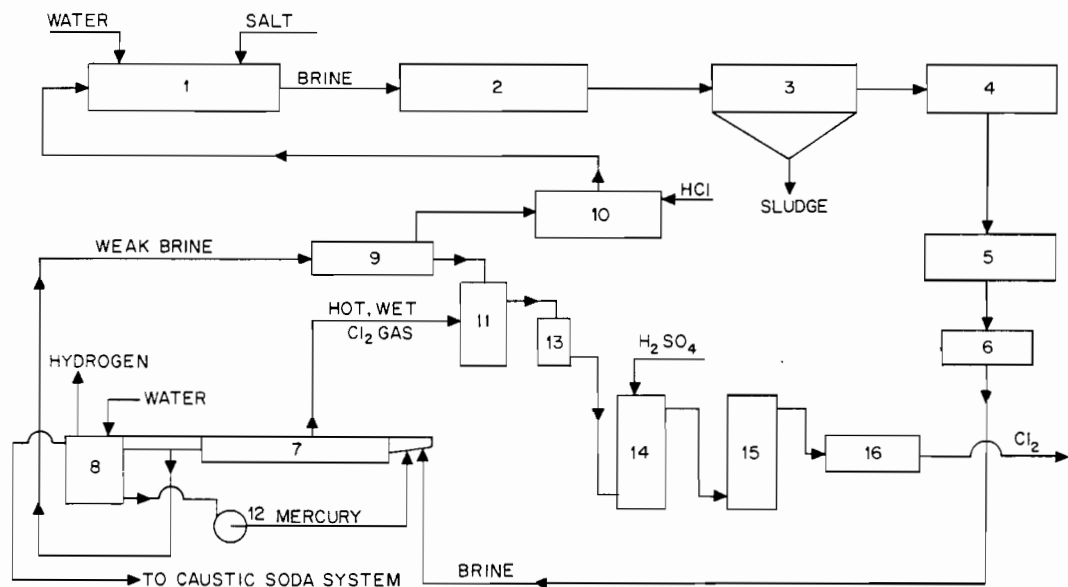 WATER
SALT
1
BRINE
2
3
4
SLUDGE
HCl
10
WEAK BRINE
9
5
HOT, WET
Cl2 GAS
11
13
6
HYDROGEN
WATER
H2SO4
7
8
14
15
16
Cl2
12 MERCURY
TO CAUSTIC SODA SYSTEM
BRINE